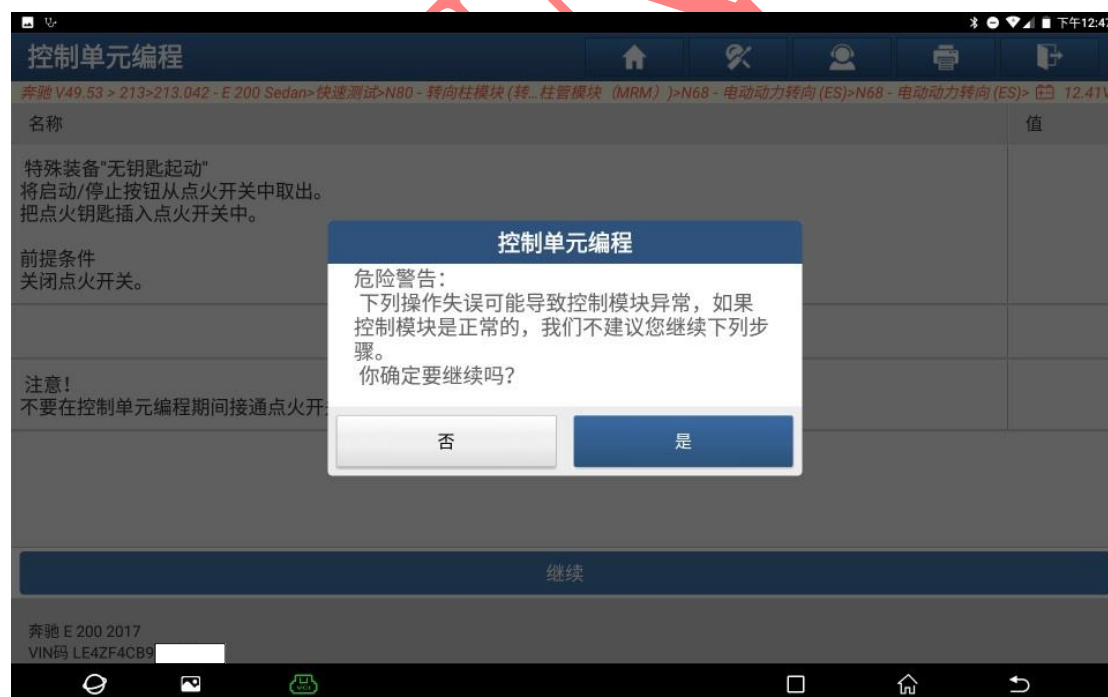 下午12:47
控制单元编程
奔驰 V49.53 > 213>213.042 - E 200 Sedan>快速测试>N80 - 转向柱模块 (转...柱管模块（MRM）)>N68 - 电动动力转向 (ES)>N68 - 电动动力转向 (ES)> 12.41V
名称 值
特殊装备"无钥匙起动"
将启动/停止按钮从点火开关中取出。
把点火钥匙插入点火开关中。
前提条件
关闭点火开关。
注意！
不要在控制单元编程期间接通点火开
控制单元编程
危险警告：
下列操作失误可能导致控制模块异常，如果
控制模块是正常的，我们不建议您继续下列步
骤。
你确定要继续吗？
否 是
继续
奔驰 E 200 2017
VIN码 LE4ZF4CB9
VCI